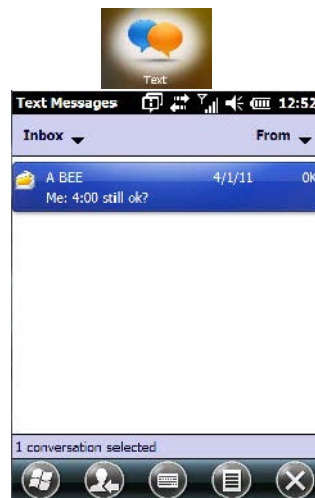 Text
Text Messages 12:52
Inbox From
A BEE 4/1/11 0K
Me: 4:00 still ok?
1 conversation selected